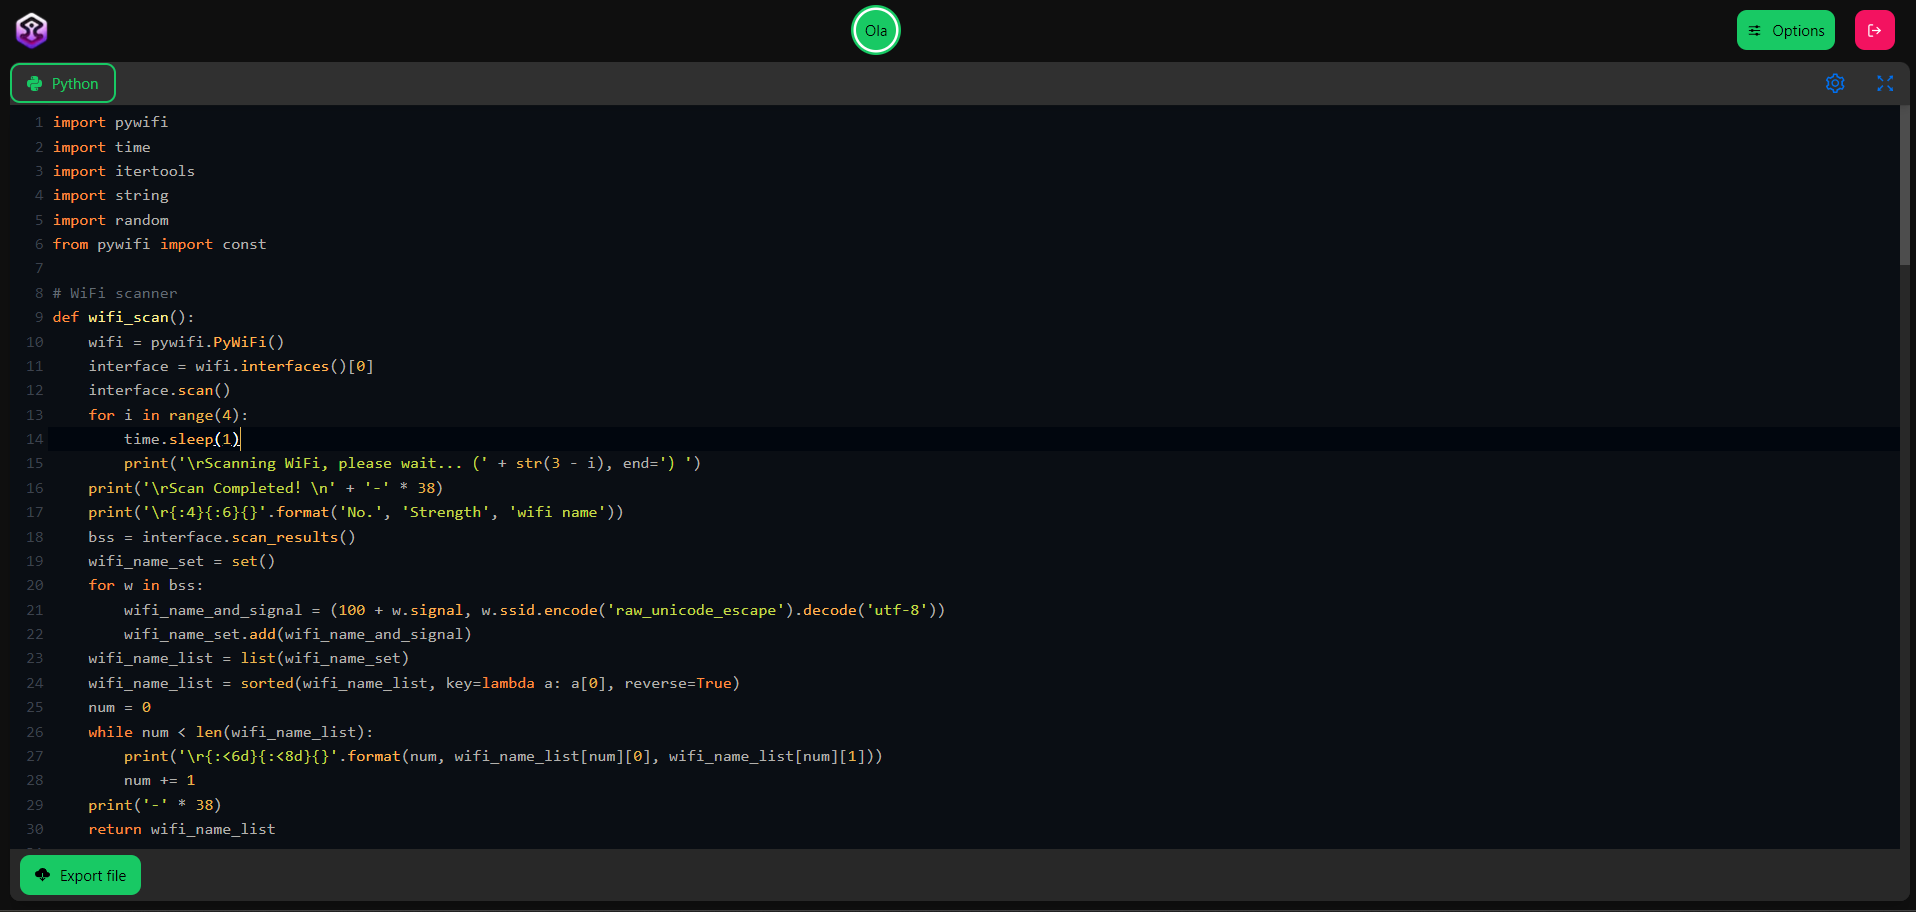 Ola
Options
Python
1 import pywifi
2 import time
3 import itertools
4 import string
5 import random
6 from pywifi import const
7
8 # WiFi scanner
9 def wifi_scan():
10     wifi = pywifi.PyWiFi()
11     interface = wifi.interfaces()[0]
12     interface.scan()
13     for i in range(4):
14         time.sleep(1)
15         print('\rScanning WiFi, please wait... (' + str(3 - i), end=') ')
16     print('\rScan Completed! \n' + '-' * 38)
17     print('\r{:4}{:6}{}'.format('No.', 'Strength', 'wifi name'))
18     bss = interface.scan_results()
19     wifi_name_set = set()
20     for w in bss:
21         wifi_name_and_signal = (100 + w.signal, w.ssid.encode('raw_unicode_escape').decode('utf-8'))
22         wifi_name_set.add(wifi_name_and_signal)
23     wifi_name_list = list(wifi_name_set)
24     wifi_name_list = sorted(wifi_name_list, key=lambda a: a[0], reverse=True)
25     num = 0
26     while num < len(wifi_name_list):
27         print('\r{:<6d}{:<8d}{}'.format(num, wifi_name_list[num][0], wifi_name_list[num][1]))
28         num += 1
29     print('-' * 38)
30     return wifi_name_list
Export file